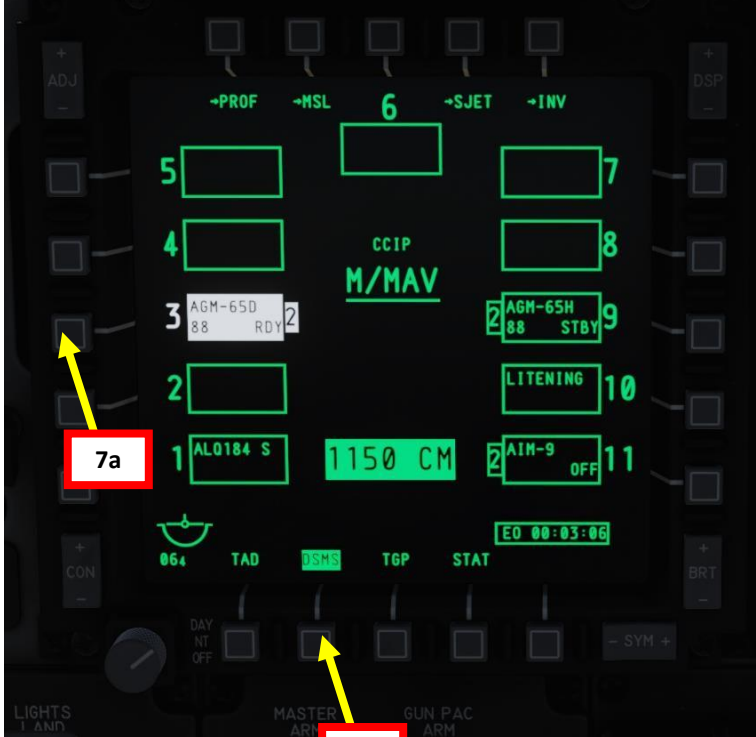 +
ADJ
-
+
DSP
-
→PROF →MSL 6 →SJET →INV
5 7
4 CCIP 8
M/MAV
3 AGM-65D 2 2 AGM-65H 9
88 RDY 88 STBY
2 LITENING 10
1 ALQ184 S 1150 CM 2 AIM-9 11
OFF
7a
EO 00:03:06
064 TAD DSMS TGP STAT
+
CON
-
+
BRT
-
DAY
NT
OFF
- SYM +
LIGHTS
LAND
MASTER
ARM
GUN PAC
ARM